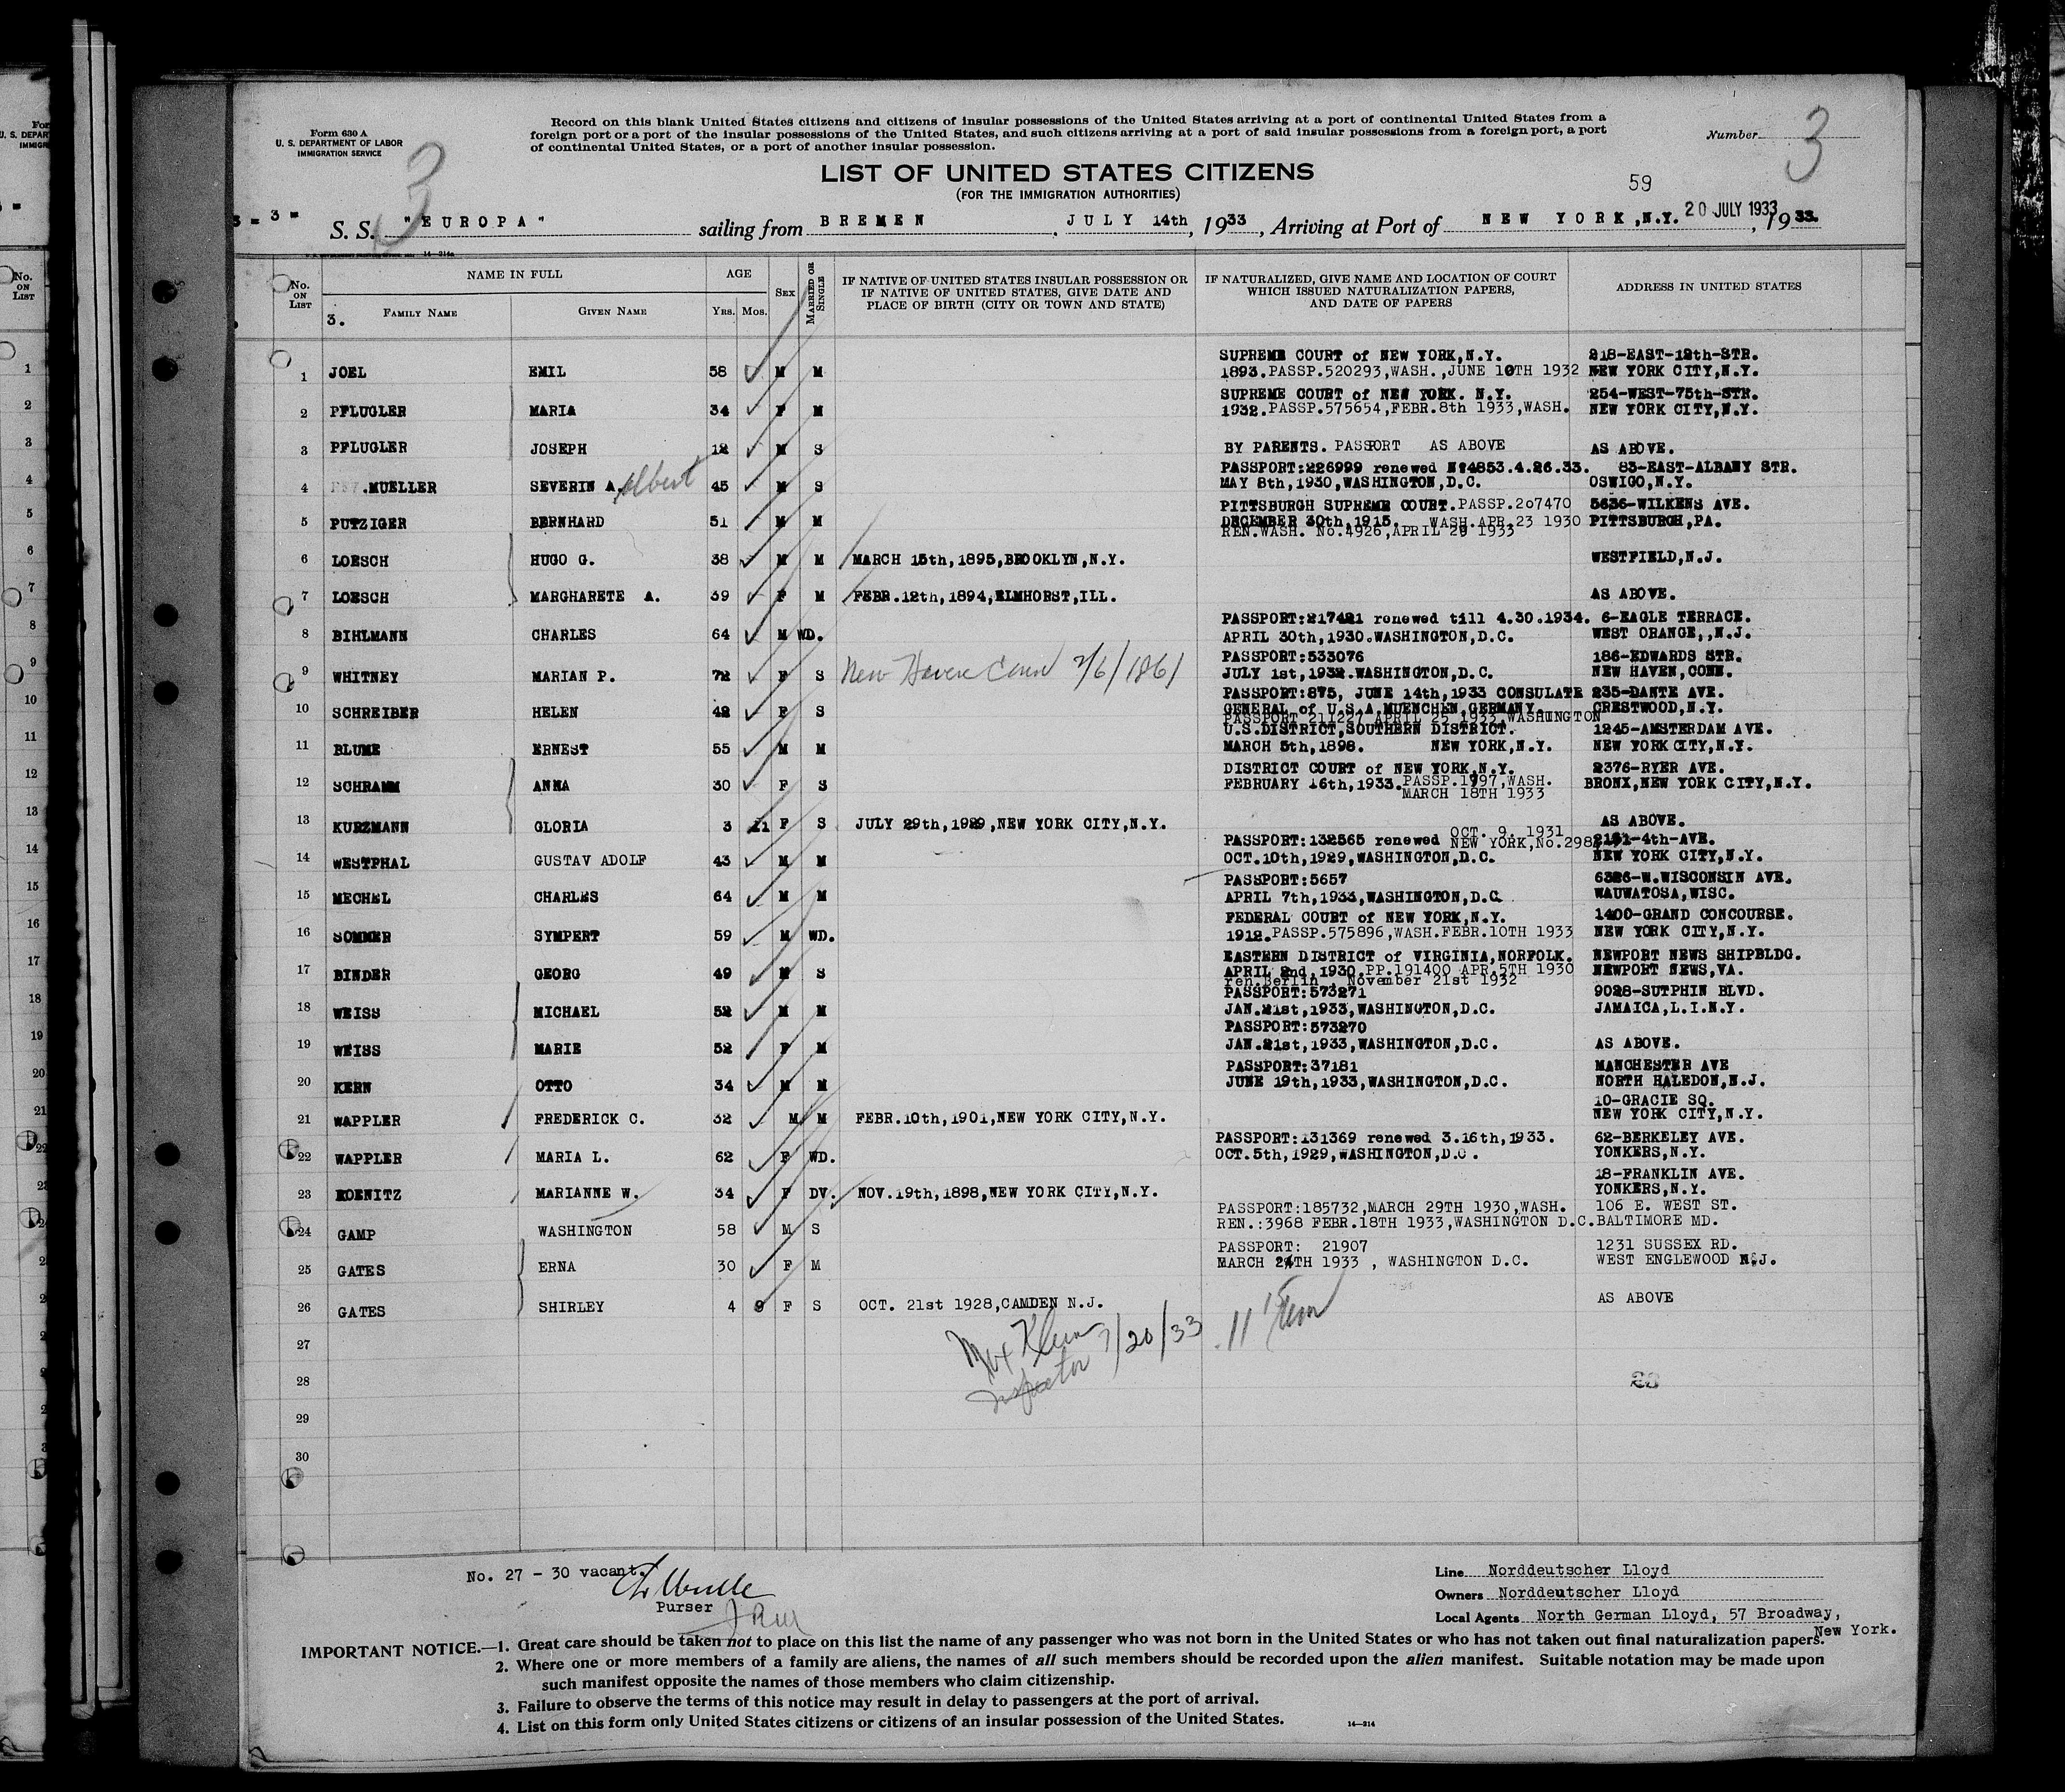 Form 630 A
U. S. DEPARTMENT OF LABOR
IMMIGRATION SERVICE
3
Record on this blank United States citizens and citizens of insular possessions of the United States arriving at a port of continental United States from a
foreign port or a port of the insular possessions of the United States, and such citizens arriving at a port of said insular possessions from a foreign port, a port
of continental United States, or a port of another insular possession.
Number 3
LIST OF UNITED STATES CITIZENS
(FOR THE IMMIGRATION AUTHORITIES)
59
- 3 -
S. S. "EUROPA" sailing from BREMEN, JULY 14th, 1933, Arriving at Port of NEW YORK, N.Y. 20 JULY 1933, 1933.
No. ON LIST
NAME IN FULL
3. FAMILY NAME GIVEN NAME
AGE
YRS. MOS.
SEX
MARRIED OR SINGLE
IF NATIVE OF UNITED STATES INSULAR POSSESSION OR
IF NATIVE OF UNITED STATES, GIVE DATE AND
PLACE OF BIRTH (CITY OR TOWN AND STATE)
IF NATURALIZED, GIVE NAME AND LOCATION OF COURT
WHICH ISSUED NATURALIZATION PAPERS,
AND DATE OF PAPERS
ADDRESS IN UNITED STATES
SUPREME COURT of NEW YORK,N.Y. 218-EAST-12th-STR.
1 JOEL EMIL 58 M M 1893.PASSP.520293,WASH.,JUNE 10TH 1932 NEW YORK CITY,N.Y.
SUPREME COURT of NEW YORK. N.Y. 254-WEST-75th-STR.
2 PFLUGLER MARIA 34 F M 1932.PASSP.575654,FEBR.8th 1933,WASH. NEW YORK CITY,N.Y.
3 PFLUGLER JOSEPH 12 M S BY PARENTS. PASSPORT AS ABOVE AS ABOVE.
PASSPORT:226999 renewed N°4853.4.26.33. 83-EAST-ALBANY STR.
4 .MUELLER SEVERIN A. Albert 45 M S MAY 8th,1930,WASHINGTON,D.C. OSWIGO,N.Y.
PITTSBURGH SUPREME COURT.PASSP.207470 5636-WILKENS AVE.
5 PUTZIGER BERNHARD 51 M M DECEMBER 30th,1915. WASH.APR.23 1930 PITTSBURGH,PA.
REN.WASH. No.4926,APRIL 29 1933
6 LOESCH HUGO G. 38 M M MARCH 15th,1895,BROOKLYN,N.Y. WESTFIELD,N.J.
7 LOESCH MARGHARETE A. 39 F M FEBR.12th,1894,ELMHORST,ILL. AS ABOVE.
PASSPORT:217421 renewed till 4.30.1934. 6-EAGLE TERRACE.
8 BIHLMANN CHARLES 64 M WD. APRIL 30th,1930.WASHINGTON,D.C. WEST ORANGE,,N.J.
PASSPORT:533076 186-EDWARDS STR.
9 WHITNEY MARIAN P. 72 F S New Haven Conn 2/6/1861 JULY 1st,1932.WASHINGTON,D.C. NEW HAVEN,CONN.
PASSPORT:875, JUNE 14th,1933 CONSULATE 235-DANTE AVE.
10 SCHREIBER HELEN 42 F S GENERAL of U.S.A.MUENCHEN,GERMANY. CRESTWOOD,N.Y.
PASSPORT 211227 APRIL 25 1933,WASHINGTON
U.S.DISTRICT,SOUTHERN DISTRICT. 1245-AMSTERDAM AVE.
11 BLUME ERNEST 55 M M MARCH 5th,1898. NEW YORK,N.Y. NEW YORK CITY,N.Y.
DISTRICT COURT of NEW YORK,N.Y. 2376-RYER AVE.
12 SCHRAMM ANNA 30 F S FEBRUARY 16th,1933.PASSP.1797,WASH. BRONX,NEW YORK CITY,N.Y.
MARCH 18TH 1933
13 KURZMANN GLORIA 3 11 F S JULY 29th,1929,NEW YORK CITY,N.Y. AS ABOVE.
PASSPORT:132565 renewed OCT. 9. 1931 NEW YORK,No.298 2151-4th-AVE.
14 WESTPHAL GUSTAV ADOLF 43 M M OCT.10th,1929,WASHINGTON,D.C. NEW YORK CITY,N.Y.
PASSPORT:5657 6326-W.WISCONSIN AVE.
15 MECHEL CHARLES 64 M M APRIL 7th,1933,WASHINGTON,D.C. WAUWATOSA,WISC.
FEDERAL COURT of NEW YORK,N.Y. 1400-GRAND CONCOURSE.
16 SOMMER SYMPERT 59 M WD. 1912.PASSP.575896,WASH.FEBR.10TH 1933 NEW YORK CITY,N.Y.
EASTERN DISTRICT of VIRGINIA,NORFOLK. NEWPORT NEWS SHIPBLDG.
17 BINDER GEORG 49 M S APRIL 2nd,1930.PP.191400 APR.5TH 1930 NEWPORT NEWS,VA.
ren.Berlin , November 21st 1932
PASSPORT:573271 9028-SUTPHIN BLVD.
18 WEISS MICHAEL 52 M M JAN.21st,1933,WASHINGTON,D.C. JAMAICA,L.I.N.Y.
PASSPORT:573270
19 WEISS MARIE 52 F M JAN.21st,1933,WASHINGTON,D.C. AS ABOVE.
PASSPORT:37181 MANCHESTER AVE
20 KERN OTTO 34 M M JUNE 19th,1933,WASHINGTON,D.C. NORTH HALEDON,N.J.
10-GRACIE SQ.
21 WAPPLER FREDERICK C. 32 M M FEBR.10th,1901,NEW YORK CITY,N.Y. NEW YORK CITY,N.Y.
PASSPORT:131369 renewed 3.16th,1933. 62-BERKELEY AVE.
22 WAPPLER MARIA L. 62 F WD. OCT.5th,1929,WASHINGTON,D.C. YONKERS,N.Y.
18-FRANKLIN AVE.
23 ROENITZ MARIANNE W. 34 F DV. NOV.19th,1898,NEW YORK CITY,N.Y. YONKERS,N.Y.
PASSPORT:185732,MARCH 29TH 1930,WASH. 106 E. WEST ST.
24 GAMP WASHINGTON 58 M S REN.:3968 FEBR.18TH 1933,WASHINGTON D.C. BALTIMORE MD.
PASSPORT: 21907 1231 SUSSEX RD.
25 GATES ERNA 30 F M MARCH 24TH 1933 , WASHINGTON D.C. WEST ENGLEWOOD N.J.
26 GATES SHIRLEY 4 9 F S OCT. 21st 1928,CAMDEN N.J. AS ABOVE
27
Max Klein 7/20/33
Inspector
28
29
30
No. 27 - 30 vacant.
Purser
Line Norddeutscher Lloyd
Owners Norddeutscher Lloyd
Local Agents North German Lloyd, 57 Broadway,
New York.
IMPORTANT NOTICE.—1. Great care should be taken not to place on this list the name of any passenger who was not born in the United States or who has not taken out final naturalization papers.
2. Where one or more members of a family are aliens, the names of all such members should be recorded upon the alien manifest. Suitable notation may be made upon
such manifest opposite the names of those members who claim citizenship.
3. Failure to observe the terms of this notice may result in delay to passengers at the port of arrival.
4. List on this form only United States citizens or citizens of an insular possession of the United States.
14—214